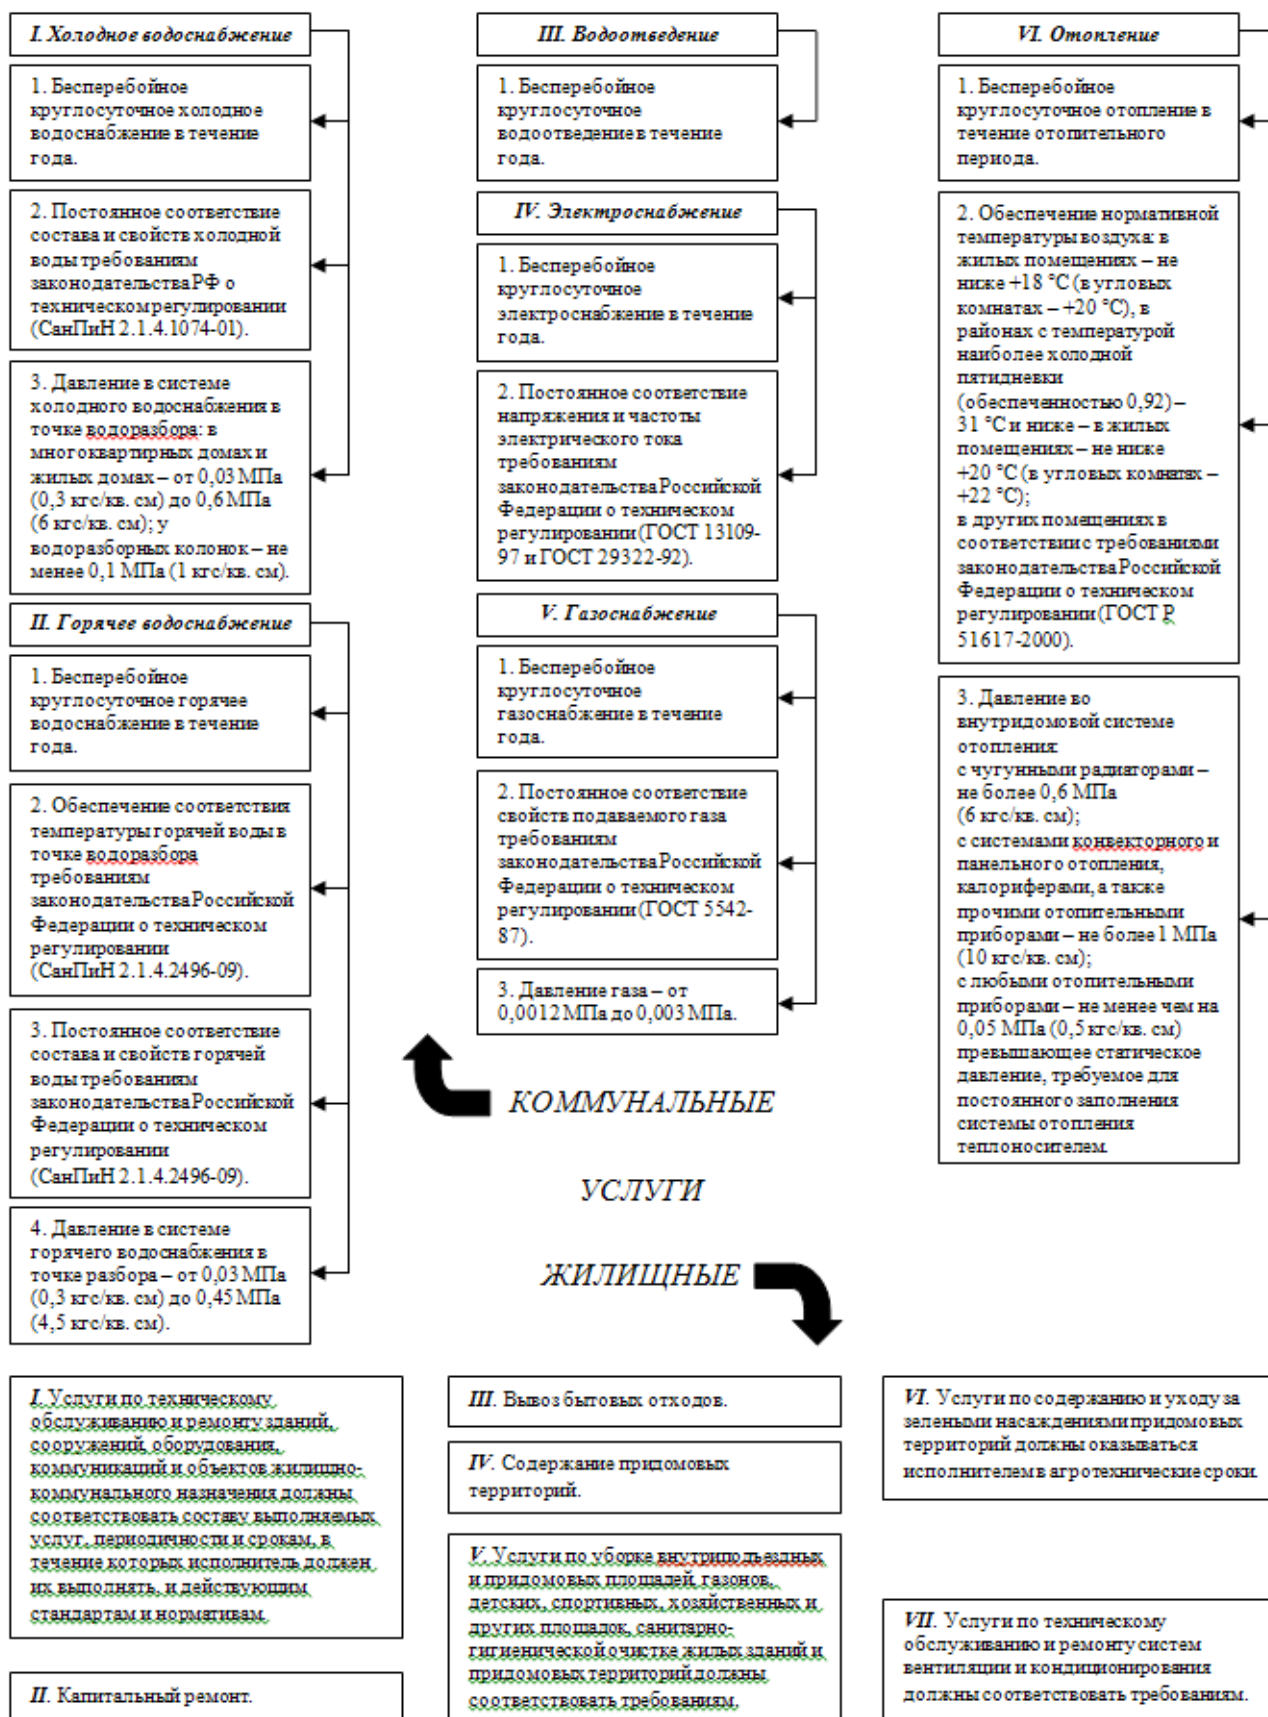 I. Холодное водоснабжение
1. Бесперебойное
круглосуточное холодное
водоснабжение в течение
года.
2. Постоянное соответствие
состава и свойств холодной
воды требованиям
законодательства РФ о
техническом регулировании
(СанПиН 2.1.4.1074-01).
3. Давление в системе
холодного водоснабжения в
точке водоразбора: в
многоквартирных домах и
жилых домах – от 0,03 МПа
(0,3 кгс/кв. см) до 0,6 МПа
(6 кгс/кв. см); у
водоразборных колонок – не
менее 0,1 МПа (1 кгс/кв. см).
II. Горячее водоснабжение
1. Бесперебойное
круглосуточное горячее
водоснабжение в течение
года.
2. Обеспечение соответствия
температуры горячей воды в
точке водоразбора
требованиям
законодательства Российской
Федерации о техническом
регулировании
(СанПиН 2.1.4.2496-09).
3. Постоянное соответствие
состава и свойств горячей
воды требованиям
законодательства Российской
Федерации о техническом
регулировании
(СанПиН 2.1.4.2496-09).
4. Давление в системе
горячего водоснабжения в
точке разбора – от 0,03 МПа
(0,3 кгс/кв. см) до 0,45 МПа
(4,5 кгс/кв. см).
III. Водоотведение
1. Бесперебойное
круглосуточное
водоотведение в течение
года.
IV. Электроснабжение
1. Бесперебойное
круглосуточное
электроснабжение в течение
года.
2. Постоянное соответствие
напряжения и частоты
электрического тока
требованиям
законодательства Российской
Федерации о техническом
регулировании (ГОСТ 13109-
97 и ГОСТ 29322-92).
V. Газоснабжение
1. Бесперебойное
круглосуточное
газоснабжение в течение
года.
2. Постоянное соответствие
свойств подаваемого газа
требованиям
законодательства Российской
Федерации о техническом
регулировании (ГОСТ 5542-
87).
3. Давление газа – от
0,0012 МПа до 0,003 МПа.
VI. Отопление
1. Бесперебойное
круглосуточное отопление в
течение отопительного
периода.
2. Обеспечение нормативной
температуры воздуха: в
жилых помещениях – не
ниже +18 °С (в угловых
комнатах – +20 °С), в
районах с температурой
наиболее холодной
пятидневки
(обеспеченностью 0,92) –
31 °С и ниже – в жилых
помещениях – не ниже
+20 °С (в угловых комнатах –
+22 °С);
в других помещениях в
соответствии с требованиями
законодательства Российской
Федерации о техническом
регулировании (ГОСТ Р
51617-2000).
3. Давление во
внутридомовой системе
отопления:
с чугунными радиаторами –
не более 0,6 МПа
(6 кгс/кв. см);
с системами конвекторного и
панельного отопления,
калориферами, а также
прочими отопительными
приборами – не более 1 МПа
(10 кгс/кв. см);
с любыми отопительными
приборами – не менее чем на
0,05 МПа (0,5 кгс/кв. см)
превышающее статическое
давление, требуемое для
постоянного заполнения
системы отопления
теплоносителем.
КОММУНАЛЬНЫЕ
УСЛУГИ
ЖИЛИЩНЫЕ
I. Услуги по техническому
обслуживанию и ремонту зданий,
сооружений, оборудования,
коммуникаций и объектов жилищно-
коммунального назначения должны
соответствовать составу выполняемых
услуг, периодичности и срокам, в
течение которых исполнитель должен
их выполнять, и действующим
стандартам и нормативам.
II. Капитальный ремонт.
III. Вывоз бытовых отходов.
IV. Содержание придомовых
территорий.
V. Услуги по уборке внутриподъездных
и придомовых площадей, газонов,
детских, спортивных, хозяйственных и
других площадок, санитарно-
гигиенической очистке жилых зданий и
придомовых территорий должны
соответствовать требованиям.
VI. Услуги по содержанию и уходу за
зелеными насаждениями придомовых
территорий должны оказываться
исполнителем в агротехнические сроки.
VII. Услуги по техническому
обслуживанию и ремонту систем
вентиляции и кондиционирования
должны соответствовать требованиям.